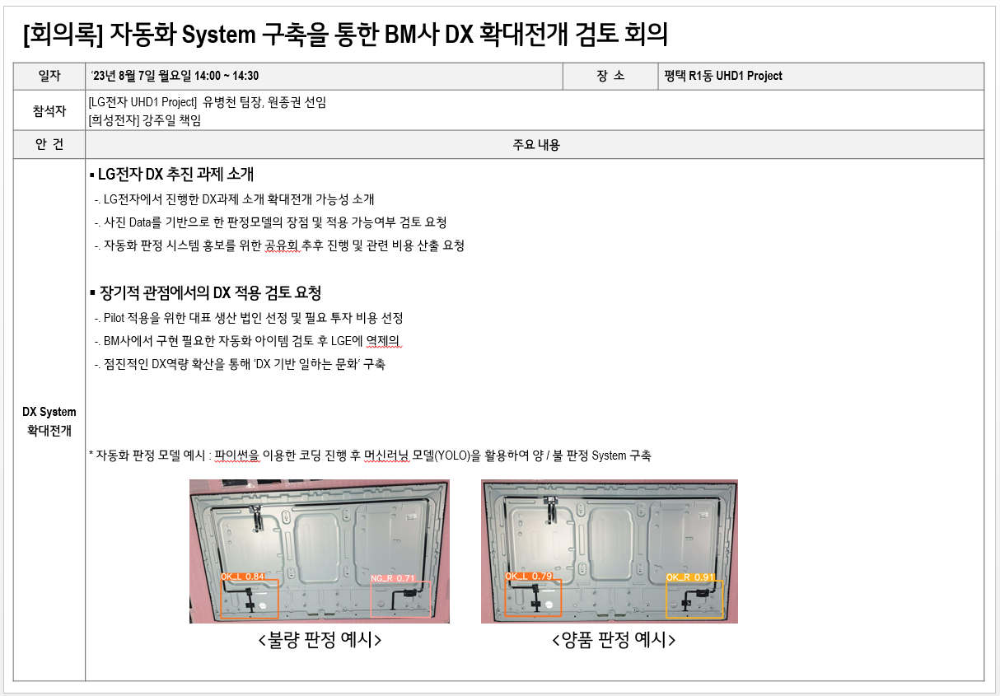 [회의록] 자동화 System 구축을 통한 BM사 DX 확대전개 검토 회의
일자
‘23년 8월 7일 월요일 14:00 ~ 14:30
장 소
평택 R1동 UHD1 Project
참석자
[LG전자 UHD1 Project] 유병천 팀장, 원종권 선임
[희성전자] 강주일 책임
안 건
주요 내용
DX System
확대전개
▪ LG전자 DX 추진 과제 소개
-. LG전자에서 진행한 DX과제 소개 확대전개 가능성 소개
-. 사진 Data를 기반으로 한 판정모델의 장점 및 적용 가능여부 검토 요청
-. 자동화 판정 시스템 홍보를 위한 공유회 추후 진행 및 관련 비용 산출 요청
▪ 장기적 관점에서의 DX 적용 검토 요청
-. Pilot 적용을 위한 대표 생산 법인 선정 및 필요 투자 비용 선정
-. BM사에서 구현 필요한 자동화 아이템 검토 후 LGE에 역제의
-. 점진적인 DX역량 확산을 통해 ‘DX 기반 일하는 문화‘ 구축
* 자동화 판정 모델 예시 : 파이썬을 이용한 코딩 진행 후 머신러닝 모델(YOLO)을 활용하여 양 / 불 판정 System 구축
OK_L 0.84
NG_R 0.71
OK_L 0.79
OK_R 0.91
<불량 판정 예시>
<양품 판정 예시>